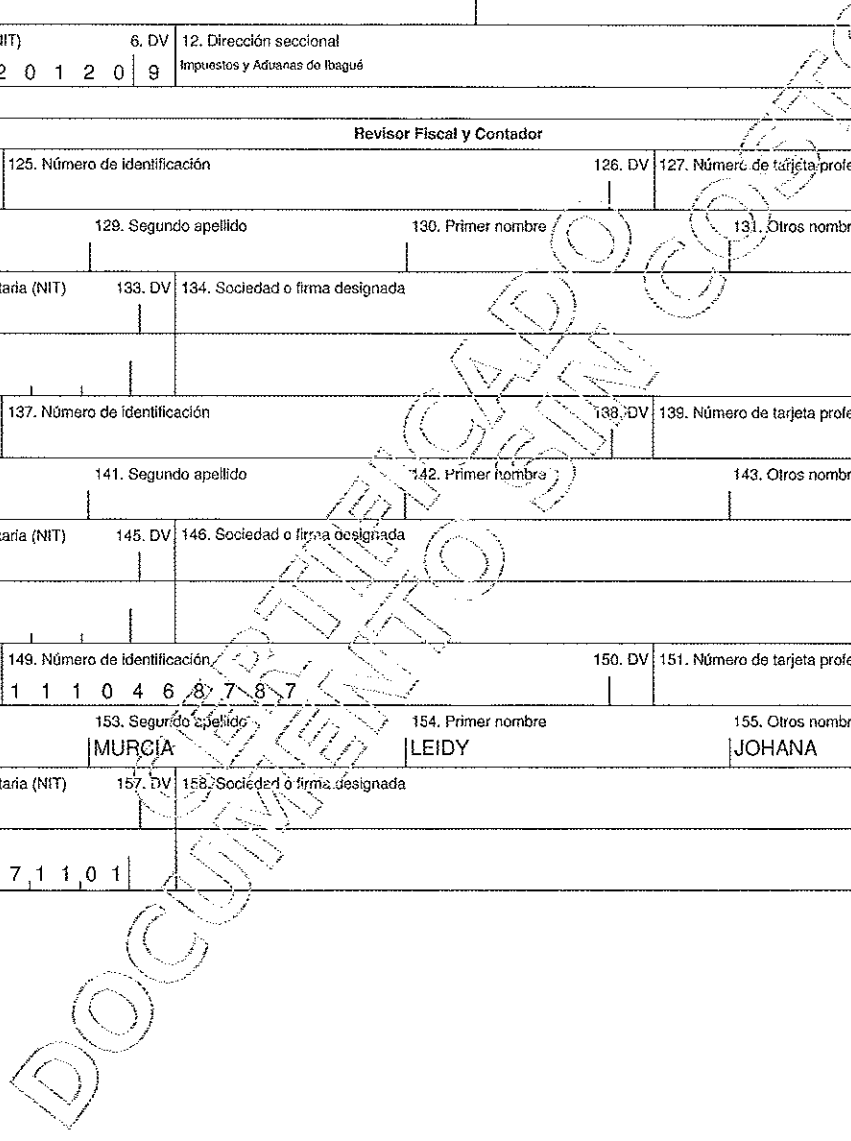 IIT) 6. DV 12. Dirección seccional
2 0 1 2 0 9 Impuestos y Aduanas de Ibagué
Revisor Fiscal y Contador
125. Número de identificación 126. DV 127. Número de tarjeta profe
129. Segundo apellido 130. Primer nombre 131. Otros nombr
taria (NIT) 133. DV 134. Sociedad o firma designada
137. Número de identificación 138. DV 139. Número de tarjeta profe
141. Segundo apellido 142. Primer nombre 143. Otros nombr
taria (NIT) 145. DV 146. Sociedad o firma designada
149. Número de identificación 150. DV 151. Número de tarjeta profe
1 1 1 0 4 6 8 7 8 7
153. Segundo apellido 154. Primer nombre 155. Otros nombr
MURCIA LEIDY JOHANA
taria (NIT) 157. DV 158. Sociedad o firma designada
7 1 1 0 1
CERTIFICADO
DOCUMENTO SIN COSTO